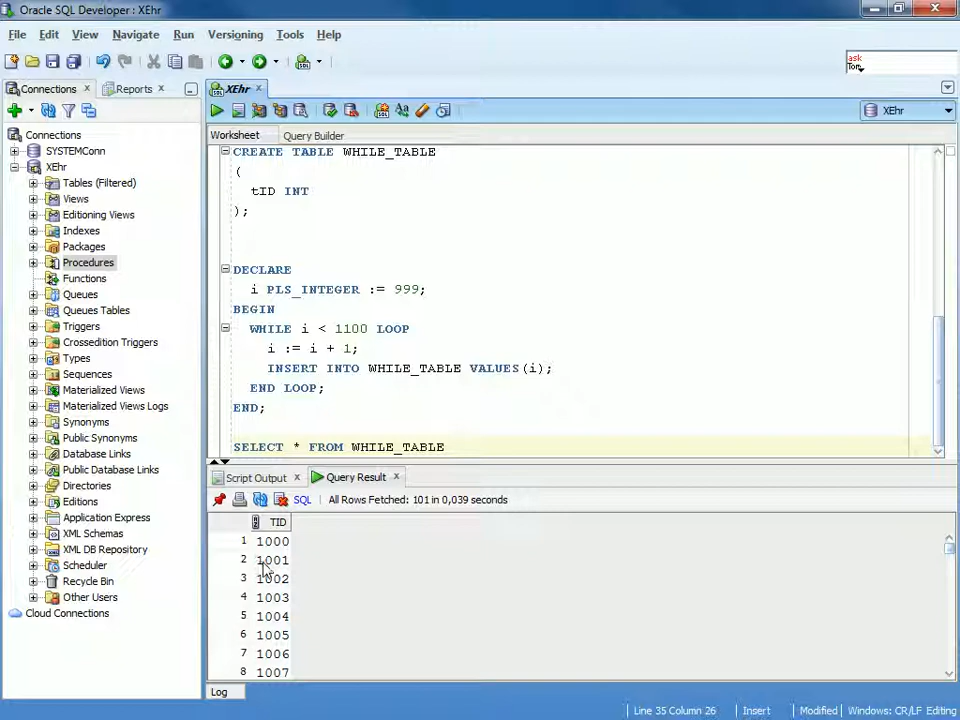 Oracle SQL Developer : XEhr
File Edit View Navigate Run Versioning Tools Help
ask
Tom
Connections
Reports
XEhr
XEhr
Worksheet
Query Builder
Connections
SYSTEMConn
XEhr
Tables (Filtered)
Views
Editioning Views
Indexes
Packages
Procedures
Functions
Queues
Queues Tables
Triggers
Crossedition Triggers
Types
Sequences
Materialized Views
Materialized Views Logs
Synonyms
Public Synonyms
Database Links
Public Database Links
Directories
Editions
Application Express
XML Schemas
XML DB Repository
Scheduler
Recycle Bin
Other Users
Cloud Connections
CREATE TABLE WHILE_TABLE
(
tID INT
);
DECLARE
i PLS_INTEGER := 999;
BEGIN
WHILE i < 1100 LOOP
i := i + 1;
INSERT INTO WHILE_TABLE VALUES(i);
END LOOP;
END;
SELECT * FROM WHILE_TABLE
Script Output
Query Result
SQL
All Rows Fetched: 101 in 0,039 seconds
TID
1 1000
2 1001
3 1002
4 1003
5 1004
6 1005
7 1006
8 1007
Log
Line 35 Column 26
Insert
Modified
Windows: CR/LF Editing